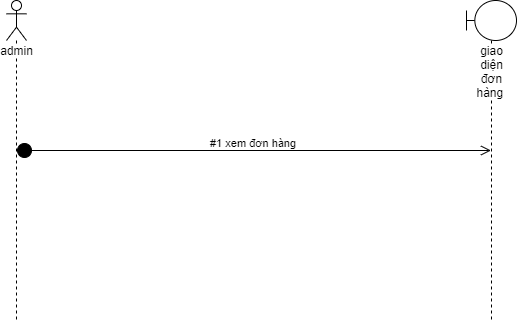 admin
giao
diện
đơn
hàng
#1 xem đơn hàng